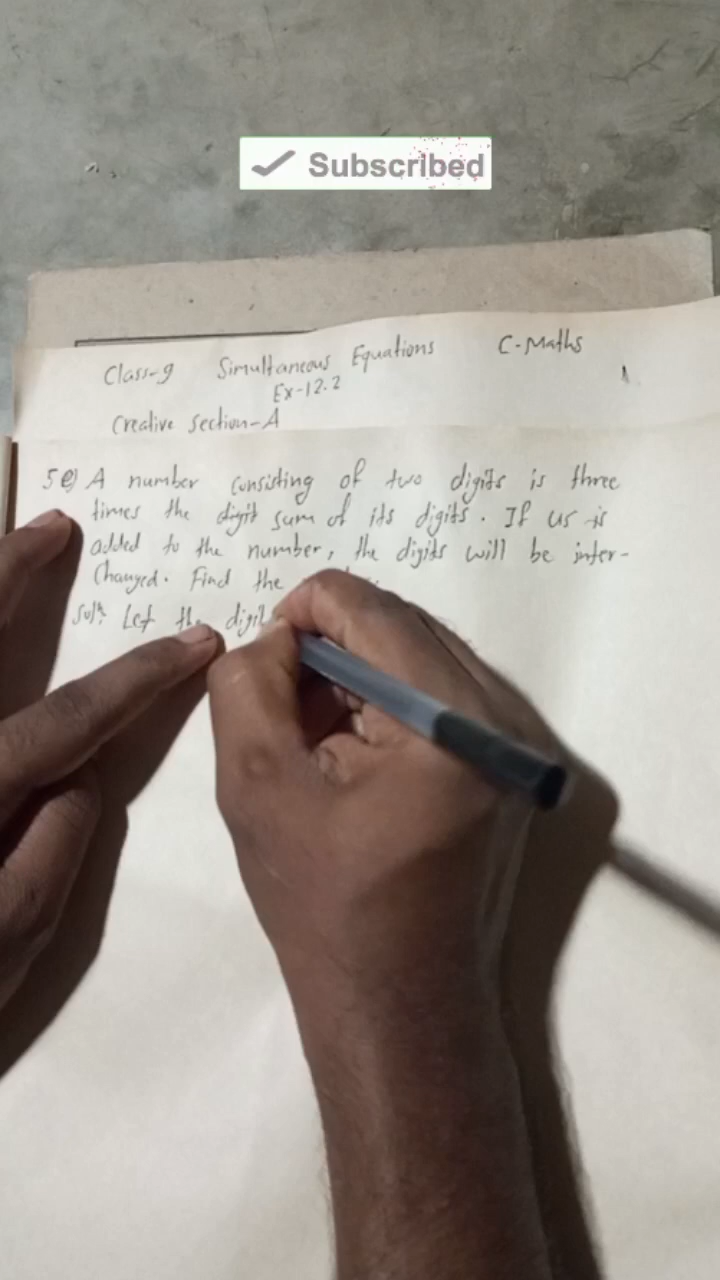 Subscribed
Class-9 Simultaneous Equations C-Maths
Ex-12.2
Creative section-A
5 e) A number consisting of two digits is three
times the digit sum of its digits. If 45 is
added to the number, the digits will be inter-
changed. Find the
Solⁿ: Let the digit